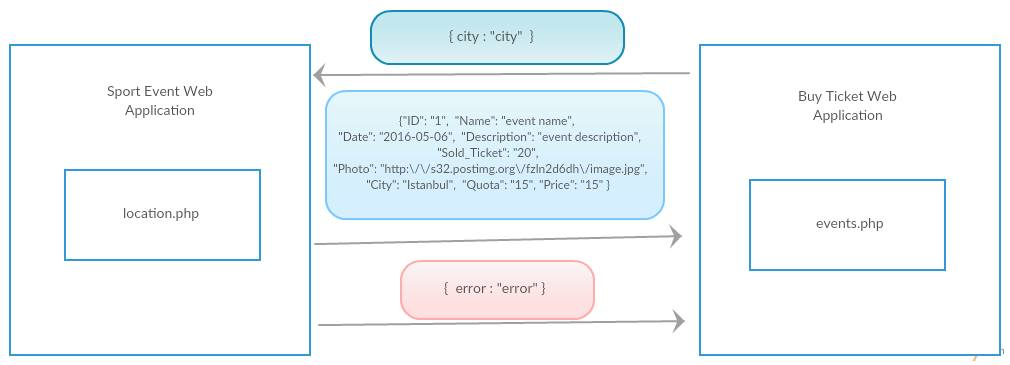 { city : "city"  }
Sport Event Web
Application
location.php
{"ID": "1",  "Name": "event name",
"Date": "2016-05-06",  "Description": "event description",
"Sold_Ticket": "20",
"Photo": "http:\/\/s32.postimg.org\/fzln2d6dh\/image.jpg",
"City": "Istanbul",  "Quota": "15", "Price": "15" }
{  error : "error" }
Buy Ticket Web
Application
events.php